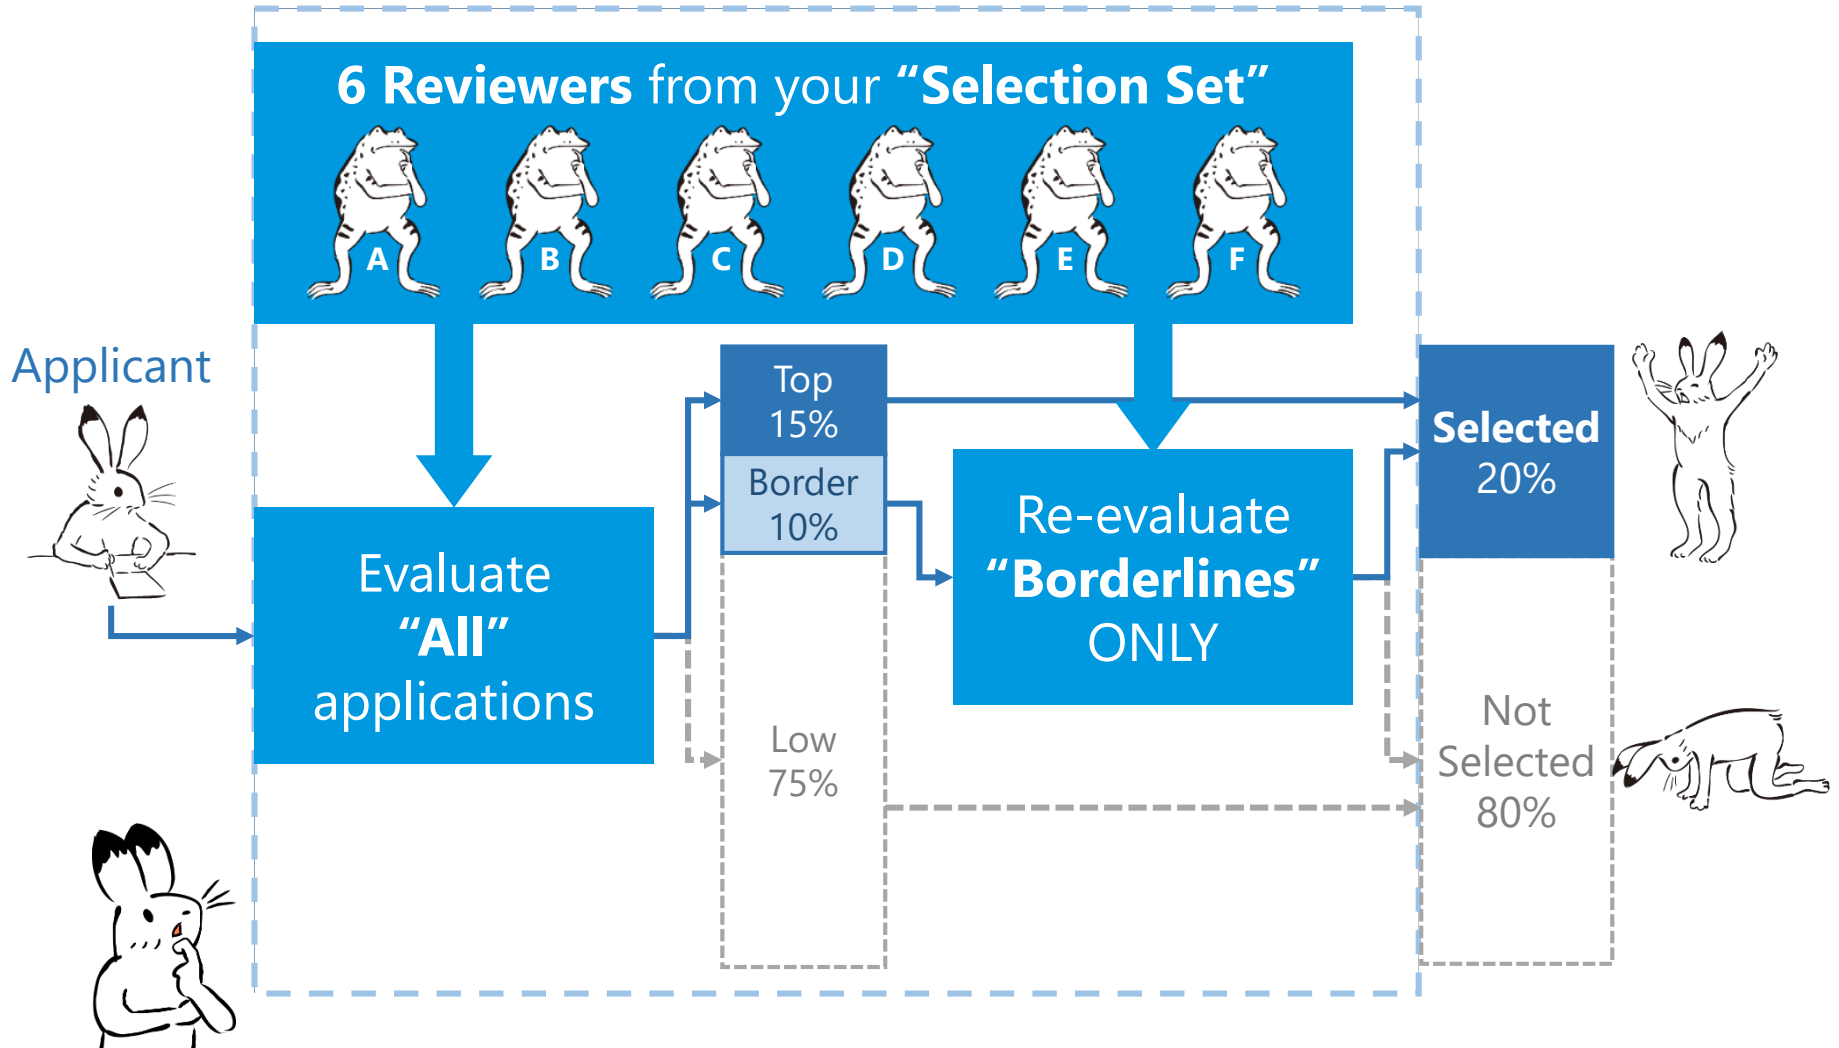 6 Reviewers from your “Selection Set”
A B C D E F
Applicant
Evaluate
“All”
applications
Top
15%
Border
10%
Low
75%
Re-evaluate
“Borderlines”
ONLY
Selected
20%
Not
Selected
80%